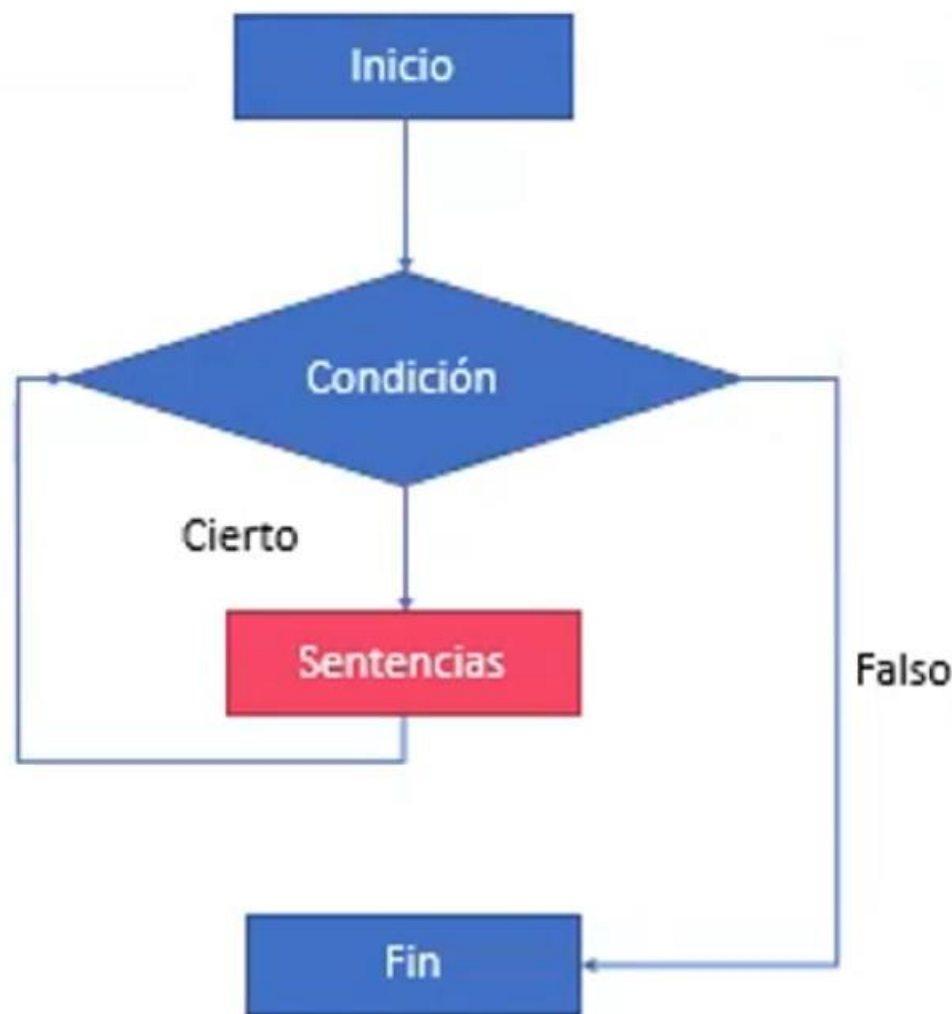 Inicio
Condición
Cierto
Sentencias
Falso
Fin